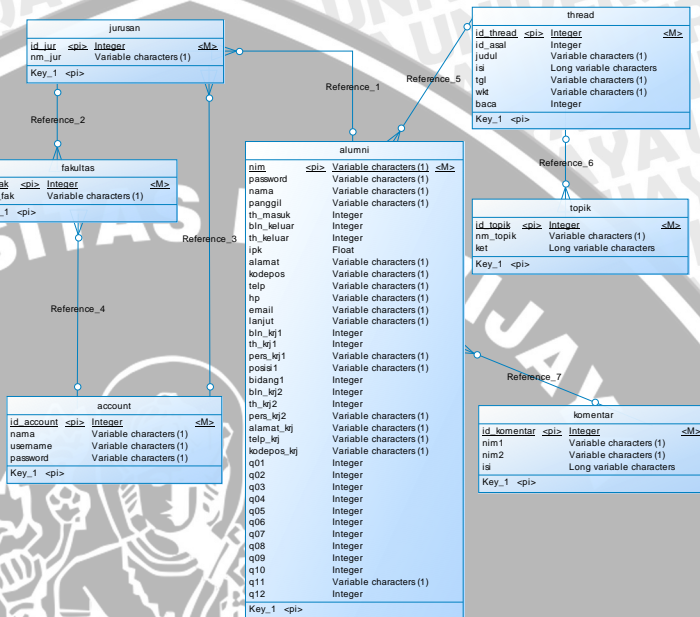 jurusan
id_jur <pi> Integer <M>
nm_jur Variable characters (1)
Key_1 <pi>
thread
id_thread <pi> Integer <M>
id_asal Integer
judul Variable characters (1)
isi Long variable characters
tgl Variable characters (1)
wkt Variable characters (1)
baca Integer
Key_1 <pi>
Reference_1
Reference_5
Reference_2
Reference_6
fakultas
ak <pi> Integer <M>
_fak Variable characters (1)
_1 <pi>
alumni
nim <pi> Variable characters (1) <M>
password Variable characters (1)
nama Variable characters (1)
panggil Variable characters (1)
th_masuk Integer
bln_keluar Integer
th_keluar Integer
ipk Float
alamat Variable characters (1)
kodepos Variable characters (1)
telp Variable characters (1)
hp Variable characters (1)
email Variable characters (1)
lanjut Variable characters (1)
bln_krj1 Integer
th_krj1 Integer
pers_krj1 Variable characters (1)
posisi1 Variable characters (1)
bidang1 Integer
bln_krj2 Integer
th_krj2 Integer
pers_krj2 Variable characters (1)
alamat_krj Variable characters (1)
telp_krj Variable characters (1)
kodepos_krj Variable characters (1)
q01 Integer
q02 Integer
q03 Integer
q04 Integer
q05 Integer
q06 Integer
q07 Integer
q08 Integer
q09 Integer
q10 Integer
q11 Variable characters (1)
q12 Integer
Key_1 <pi>
topik
id_topik <pi> Integer <M>
nm_topik Variable characters (1)
ket Long variable characters
Key_1 <pi>
Reference_3
Reference_4
Reference_7
account
id_account <pi> Integer <M>
nama Variable characters (1)
username Variable characters (1)
password Variable characters (1)
Key_1 <pi>
komentar
id_komentar <pi> Integer <M>
nim1 Variable characters (1)
nim2 Variable characters (1)
isi Long variable characters
Key_1 <pi>
SITAS
IJAY